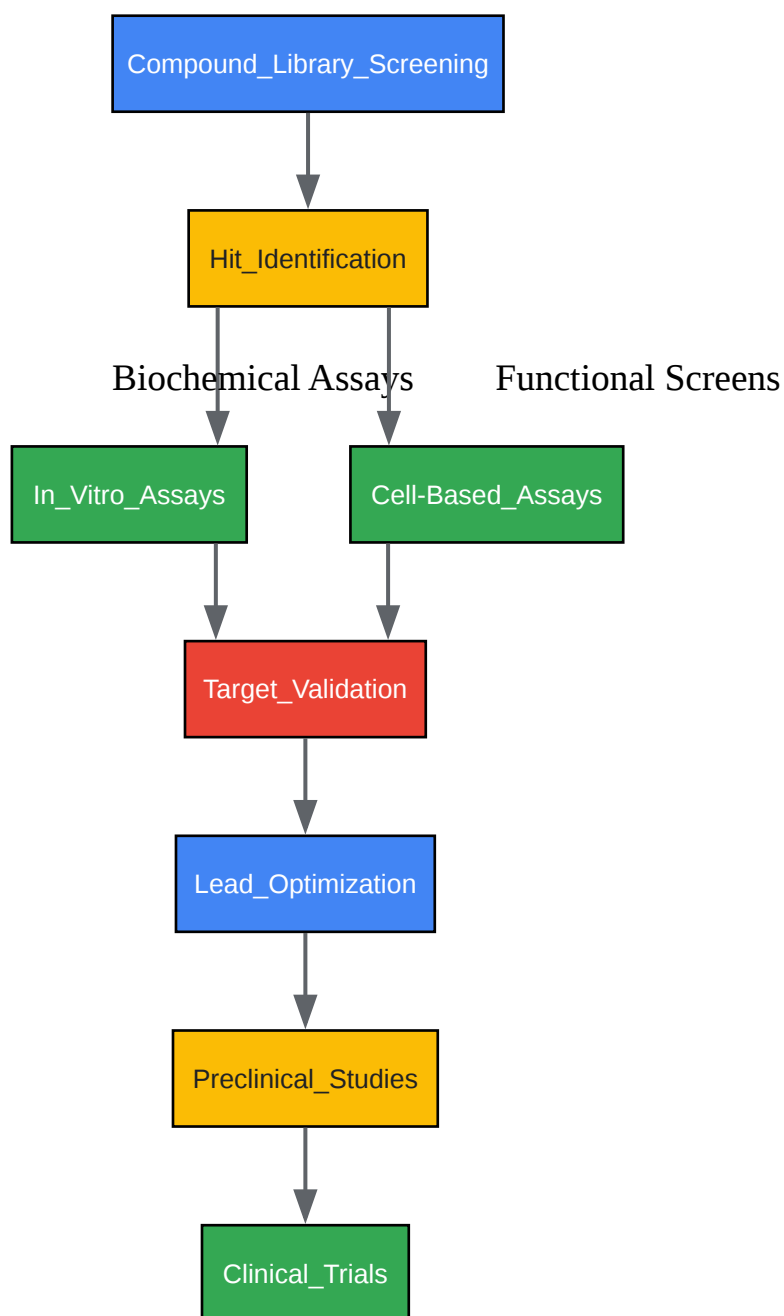 Compound_Library_Screening
Hit_Identification
Biochemical Assays
Functional Screens
In_Vitro_Assays
Cell-Based_Assays
Target_Validation
Lead_Optimization
Preclinical_Studies
Clinical_Trials